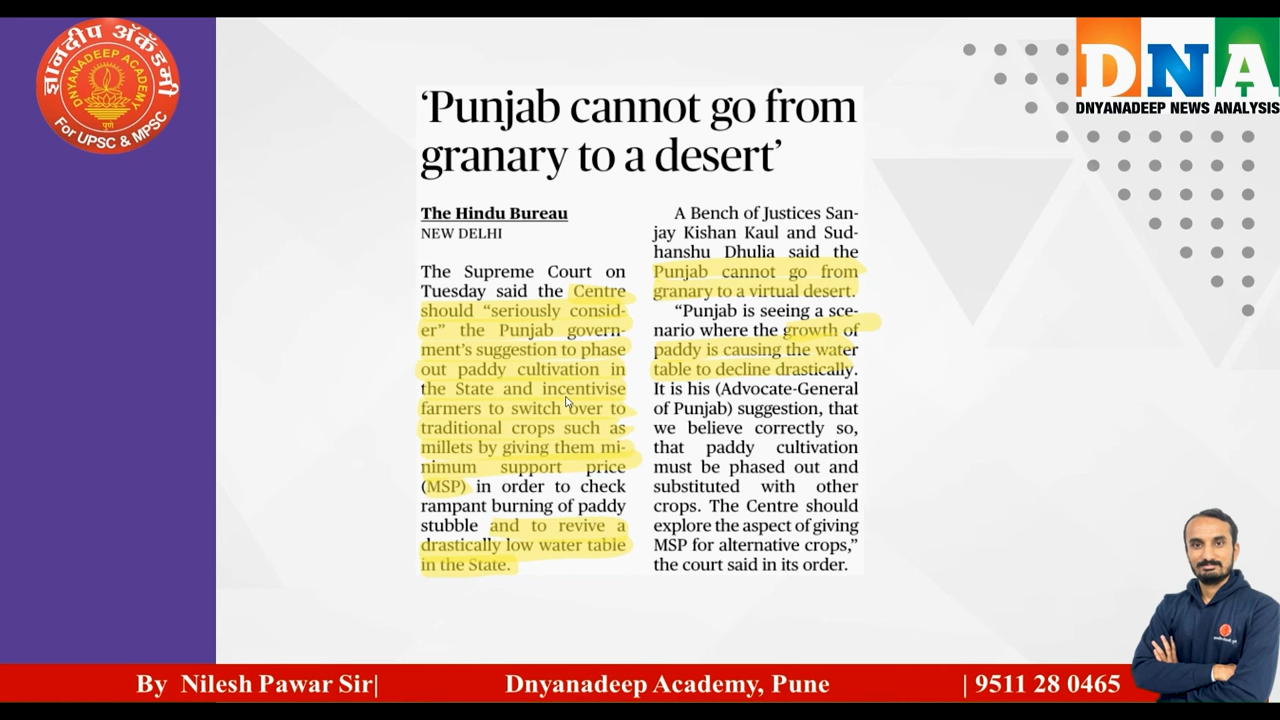 ज्ञानदीप अ‍ॅकॅडमी
DNYANADEEP ACADEMY
पुणे
For UPSC & MPSC
DNA
DNYANADEEP NEWS ANALYSIS
‘Punjab cannot go from
granary to a desert’
The Hindu Bureau
NEW DELHI
The Supreme Court on
Tuesday said the Centre
should “seriously consid-
er” the Punjab govern-
ment’s suggestion to phase
out paddy cultivation in
the State and incentivise
farmers to switch over to
traditional crops such as
millets by giving them mi-
nimum support price
(MSP) in order to check
rampant burning of paddy
stubble and to revive a
drastically low water table
in the State.
A Bench of Justices San-
jay Kishan Kaul and Sud-
hanshu Dhulia said the
Punjab cannot go from
granary to a virtual desert.
“Punjab is seeing a sce-
nario where the growth of
paddy is causing the water
table to decline drastically.
It is his (Advocate-General
of Punjab) suggestion, that
we believe correctly so,
that paddy cultivation
must be phased out and
substituted with other
crops. The Centre should
explore the aspect of giving
MSP for alternative crops,”
the court said in its order.
By Nilesh Pawar Sir| Dnyanadeep Academy, Pune | 9511 28 0465